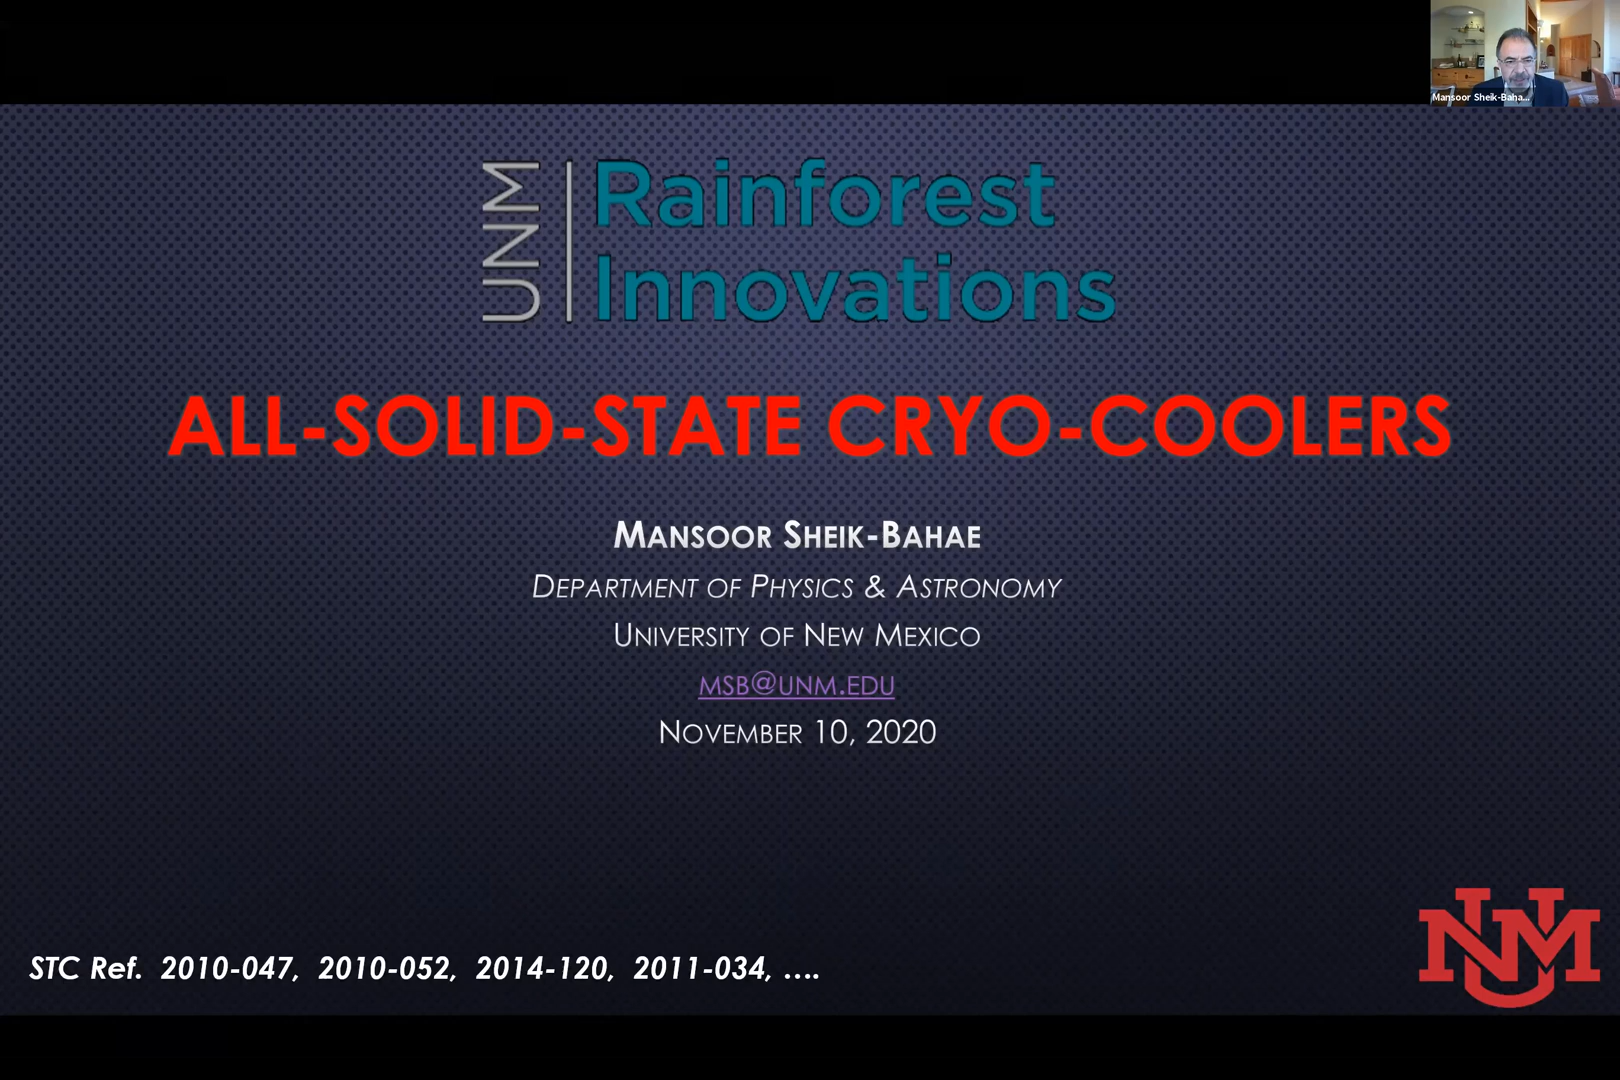 Mansoor Sheik-Baha...
UNM
Rainforest
Innovations
ALL-SOLID-STATE CRYO-COOLERS
MANSOOR SHEIK-BAHAE
DEPARTMENT OF PHYSICS & ASTRONOMY
UNIVERSITY OF NEW MEXICO
MSB@UNM.EDU
NOVEMBER 10, 2020
STC Ref. 2010-047, 2010-052, 2014-120, 2011-034, ....
UNM